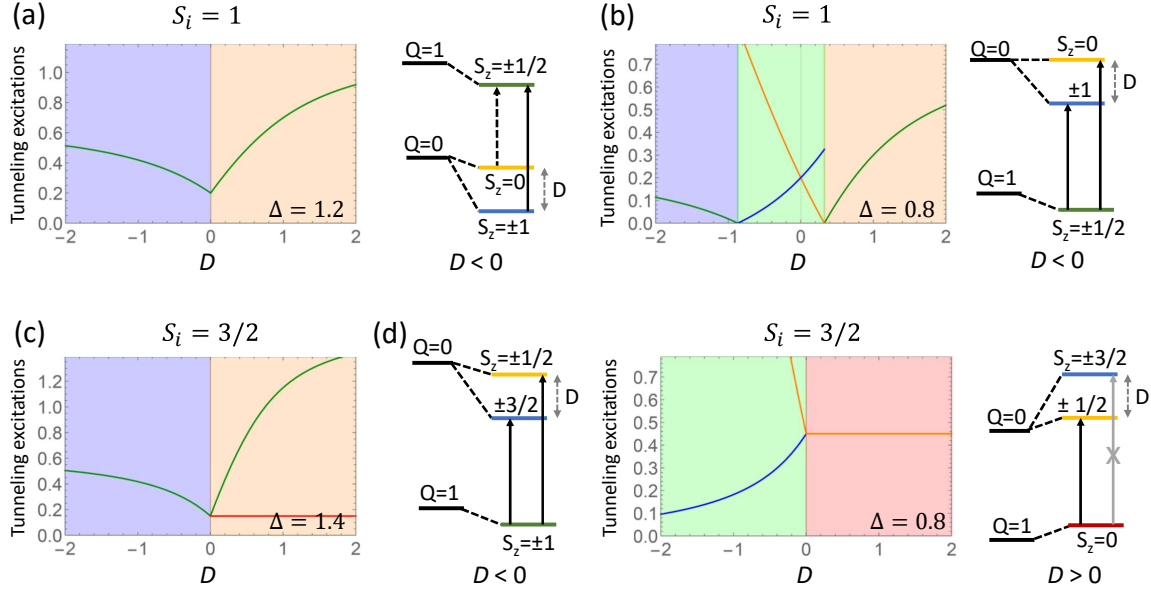 (a)
S_i = 1
Tunneling excitations
1.0
0.8
0.6
0.4
0.2
0.0
−2
−1
0
1
2
Δ = 1.2
D
Q=1
S_z=±1/2
Q=0
S_z=0
D
S_z=±1
D < 0
(b)
S_i = 1
Tunneling excitations
0.7
0.6
0.5
0.4
0.3
0.2
0.1
0.0
−2
−1
0
1
2
Δ = 0.8
D
Q=0
S_z=0
±1
D
Q=1
S_z=±1/2
D < 0
(c)
S_i = 3/2
Tunneling excitations
1.2
1.0
0.8
0.6
0.4
0.2
0.0
−2
−1
0
1
2
Δ = 1.4
D
(d)
Q=0
S_z=±1/2
±3/2
D
Q=1
S_z=±1
D < 0
S_i = 3/2
Tunneling excitations
0.7
0.6
0.5
0.4
0.3
0.2
0.1
0.0
−2
−1
0
1
2
Δ = 0.8
D
S_z=±3/2
± 1/2
D
Q=0
X
Q=1
S_z=0
D > 0